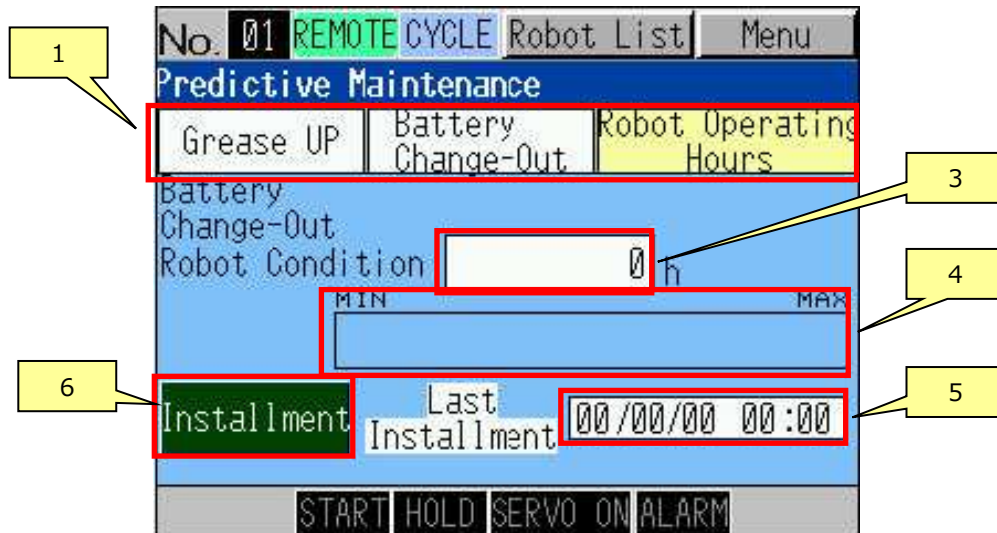 No. 01 REMOTE CYCLE Robot List Menu
1
Predictive Maintenance
Grease UP
Battery
Change-Out
Robot Operating
Hours
Battery
Change-Out
Robot Condition 0 h
3
MIN MAX
4
6
Installment
Last
Installment
00/00/00 00:00
5
START HOLD SERVO ON ALARM